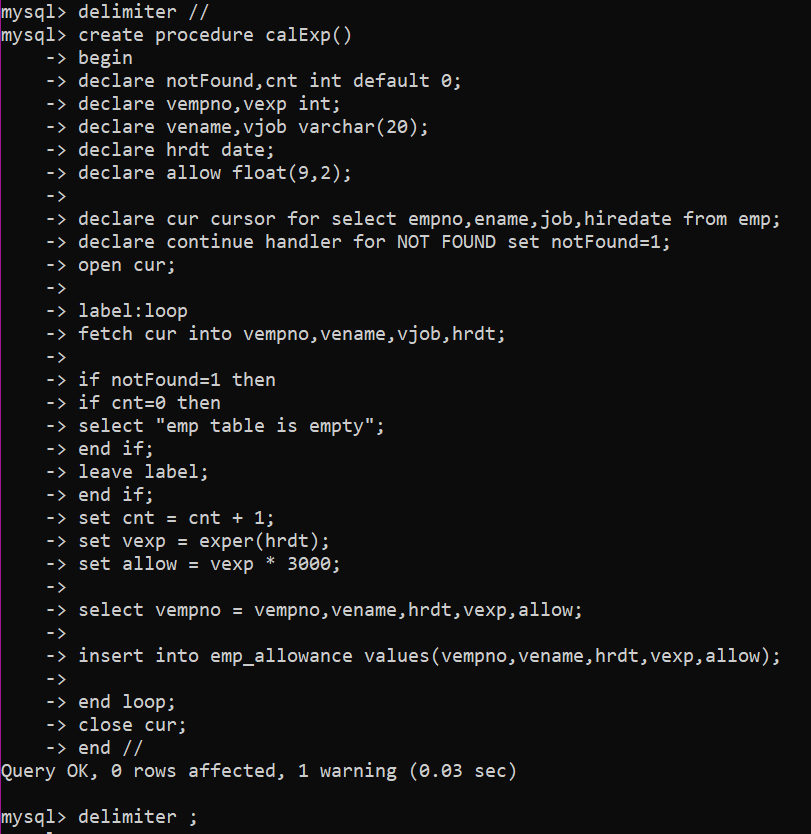 mysql> delimiter //
mysql> create procedure calExp()
    -> begin
    -> declare notFound,cnt int default 0;
    -> declare vempno,vexp int;
    -> declare vename,vjob varchar(20);
    -> declare hrdt date;
    -> declare allow float(9,2);
    ->
    -> declare cur cursor for select empno,ename,job,hiredate from emp;
    -> declare continue handler for NOT FOUND set notFound=1;
    -> open cur;
    ->
    -> label:loop
    -> fetch cur into vempno,vename,vjob,hrdt;
    ->
    -> if notFound=1 then
    -> if cnt=0 then
    -> select "emp table is empty";
    -> end if;
    -> leave label;
    -> end if;
    -> set cnt = cnt + 1;
    -> set vexp = exper(hrdt);
    -> set allow = vexp * 3000;
    ->
    -> select vempno = vempno,vename,hrdt,vexp,allow;
    ->
    -> insert into emp_allowance values(vempno,vename,hrdt,vexp,allow);
    ->
    -> end loop;
    -> close cur;
    -> end //
Query OK, 0 rows affected, 1 warning (0.03 sec)

mysql> delimiter ;